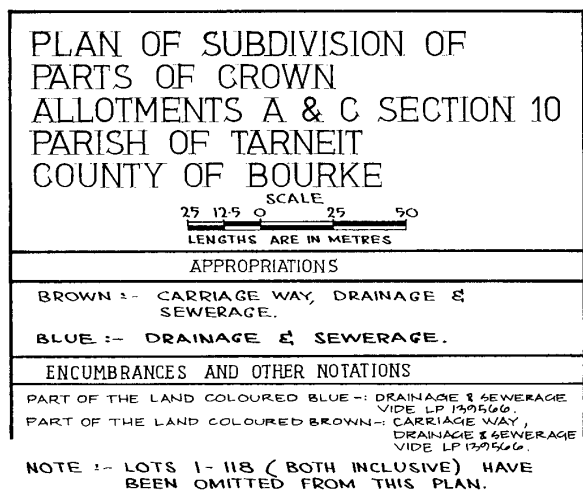 PLAN OF SUBDIVISION OF
PARTS OF CROWN
ALLOTMENTS A & C SECTION 10
PARISH OF TARNEIT
COUNTY OF BOURKE
SCALE
25 12·5 0 25 50
LENGTHS ARE IN METRES
APPROPRIATIONS
BROWN :- CARRIAGE WAY, DRAINAGE &
SEWERAGE.
BLUE :- DRAINAGE & SEWERAGE.
ENCUMBRANCES AND OTHER NOTATIONS
PART OF THE LAND COLOURED BLUE -: DRAINAGE & SEWERAGE
VIDE LP 139566.
PART OF THE LAND COLOURED BROWN -: CARRIAGE WAY,
DRAINAGE & SEWERAGE
VIDE LP 139566.
NOTE :- LOTS 1 - 118 ( BOTH INCLUSIVE) HAVE
BEEN OMITTED FROM THIS PLAN.